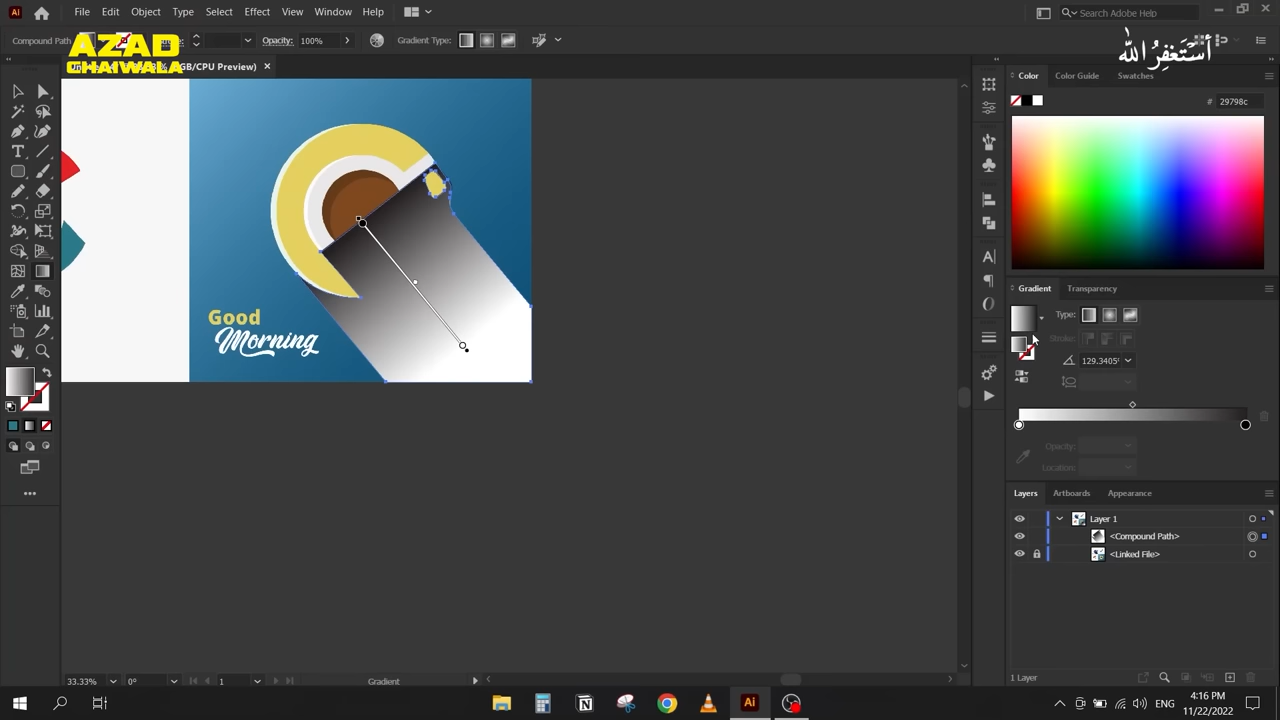 File Edit Object Type Select Effect View Window Help
Search Adobe Help
Compound Path
Opacity: 100%
Gradient Type:
AZAD
CHAIWALA
أستغفر الله
GB/CPU Preview)
Color Color Guide Swatches
# 29798c
Good
Morning
Gradient Transparency
Type:
Stroke:
129.3405°
Opacity:
Location:
Layers Artboards Appearance
Layer 1
<Compound Path>
<Linked File>
33.33% 0° 1 Gradient
1 Layer
ENG
4:16 PM
11/22/2022